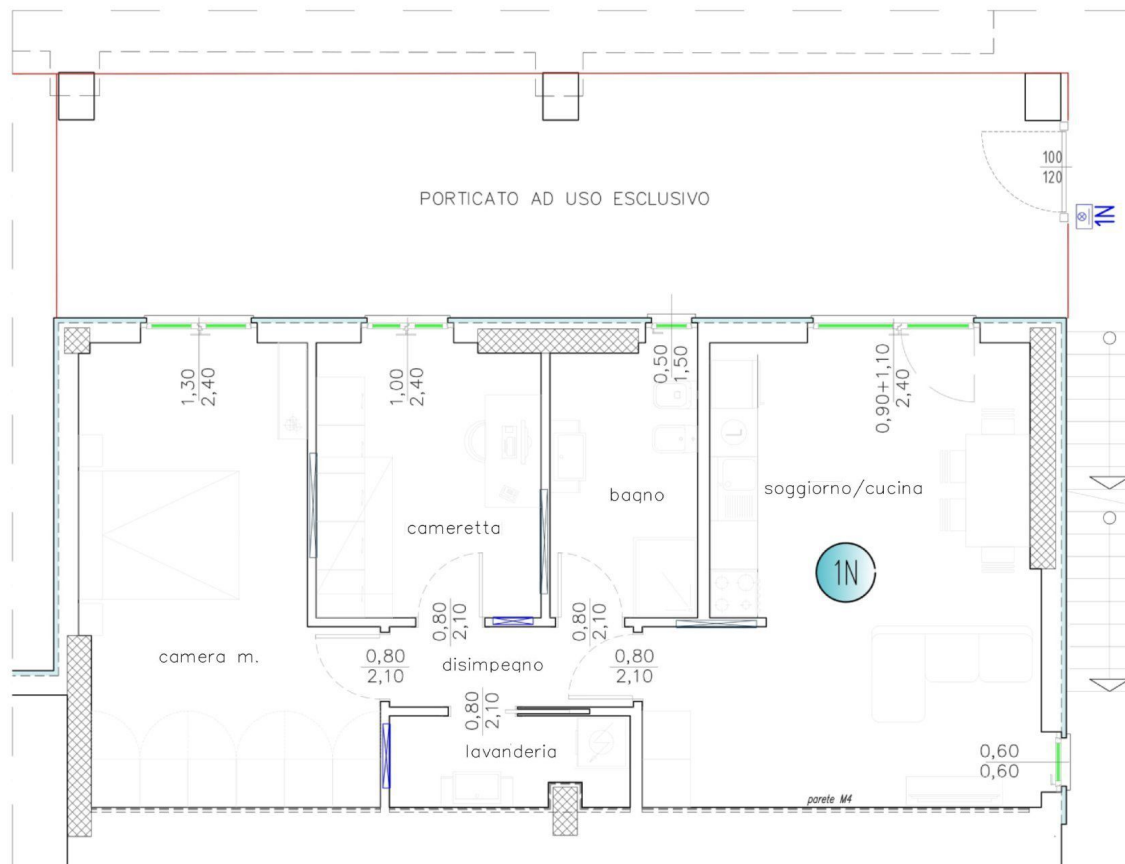 100
120
1N
PORTICATO AD USO ESCLUSIVO
1,30
2,40
1,00
2,40
0,50
1,50
0,90+1,10
2,40
L
soggiorno/cucina
bagno
cameretta
1N
0,80
2,10
0,80
2,10
camera m.
0,80
2,10
disimpegno
0,80
2,10
0,80
2,10
lavanderia
0,60
0,60
parete M4